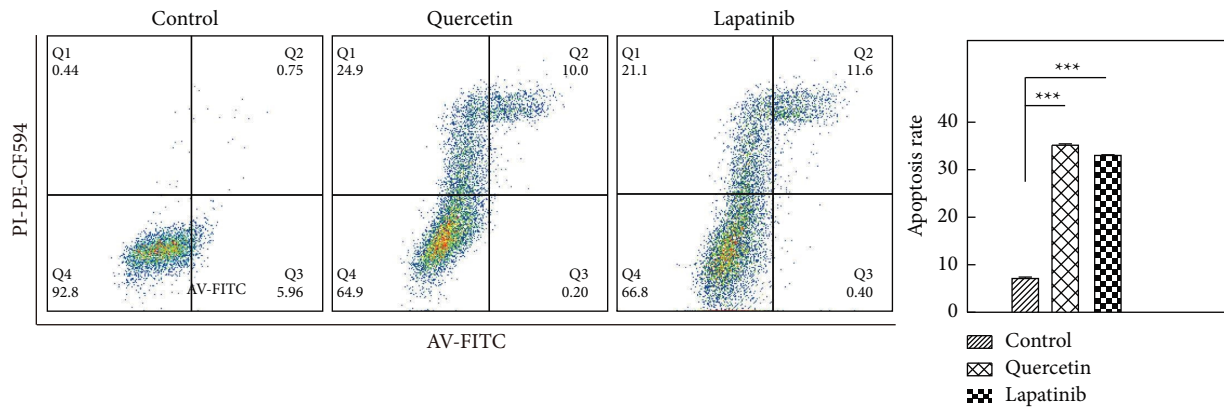 Control
Quercetin
Lapatinib
PI-PE-CF594
Q1
0.44
Q2
0.75
Q4
92.8
AV-FITC
Q3
5.96
Q1
24.9
Q2
10.0
Q4
64.9
Q3
0.20
Q1
21.1
Q2
11.6
Q4
66.8
Q3
0.40
AV-FITC
Apoptosis rate
40
30
20
10
0
***
***
Control
Quercetin
Lapatinib